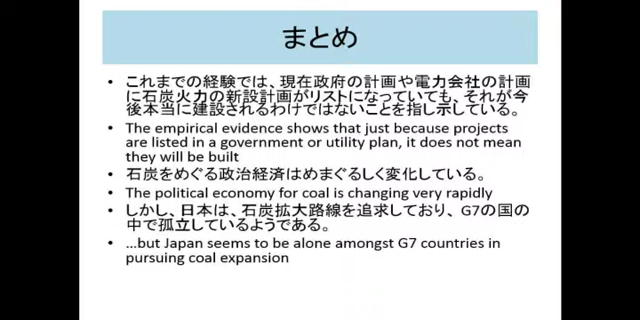 まとめ
• これまでの経験では、現在政府の計画や電力会社の計画
に石炭火力の新設計画がリストになっていても、それが今
後本当に建設されるわけではないことを指し示している。
• The empirical evidence shows that just because projects
are listed in a government or utility plan, it does not mean
they will be built
• 石炭をめぐる政治経済はめまぐるしく変化している。
• The political economy for coal is changing very rapidly
• しかし、日本は、石炭拡大路線を追求しており、G7の国の
中で孤立しているようである。
• …but Japan seems to be alone amongst G7 countries in
pursuing coal expansion